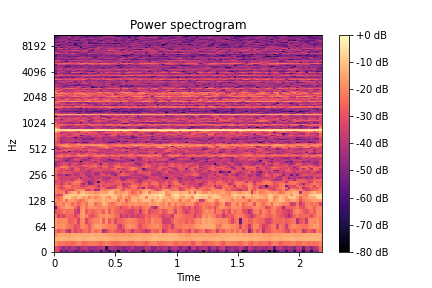 Power spectrogram
8192
4096
2048
1024
512
256
128
64
0
Hz
0
0.5
1
1.5
2
Time
+0 dB
-10 dB
-20 dB
-30 dB
-40 dB
-50 dB
-60 dB
-70 dB
-80 dB